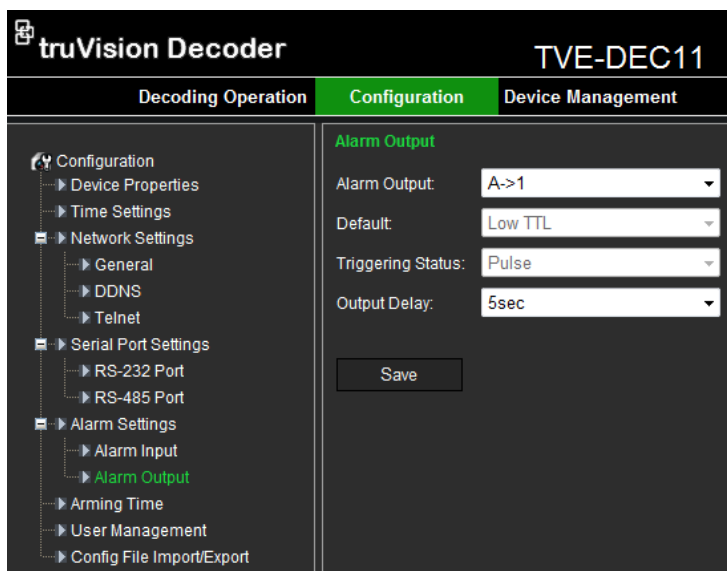 truVision Decoder
TVE-DEC11
Decoding Operation
Configuration
Device Management
Configuration
Device Properties
Time Settings
Network Settings
General
DDNS
Telnet
Serial Port Settings
RS-232 Port
RS-485 Port
Alarm Settings
Alarm Input
Alarm Output
Arming Time
User Management
Config File Import/Export
Alarm Output
Alarm Output: A->1
Default: Low TTL
Triggering Status: Pulse
Output Delay: 5sec
Save